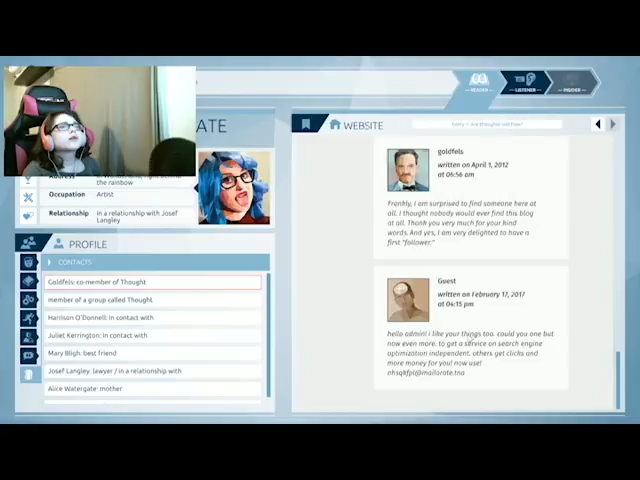 READER
LISTENER
INSIDER
ATE
WEBSITE
Address
the rainbow
Occupation
Artist
Relationship
in a relationship with Josef
Langley
PROFILE
CONTACTS
Goldfels: co-member of Thought
member of a group called Thought
Harrison O'Donnell: in contact with
Juliet Kerrington: in contact with
Mary Bligh: best friend
Josef Langley: lawyer / in a relationship with
Alice Watergate: mother
goldfels
written on April 1, 2012
at 06:56 am
Frankly, I am surprised to find someone here at
all. I thought nobody would ever find this blog
at all. Thank you very much for your kind
words. And yes, I am very delighted to have a
first "follower."
Guest
written on February 17, 2017
at 04:15 pm
hello admin! i like your things too. could you one but
now even more. to get a service on search engine
optimization independent. others get clicks and
more money for you! now use!